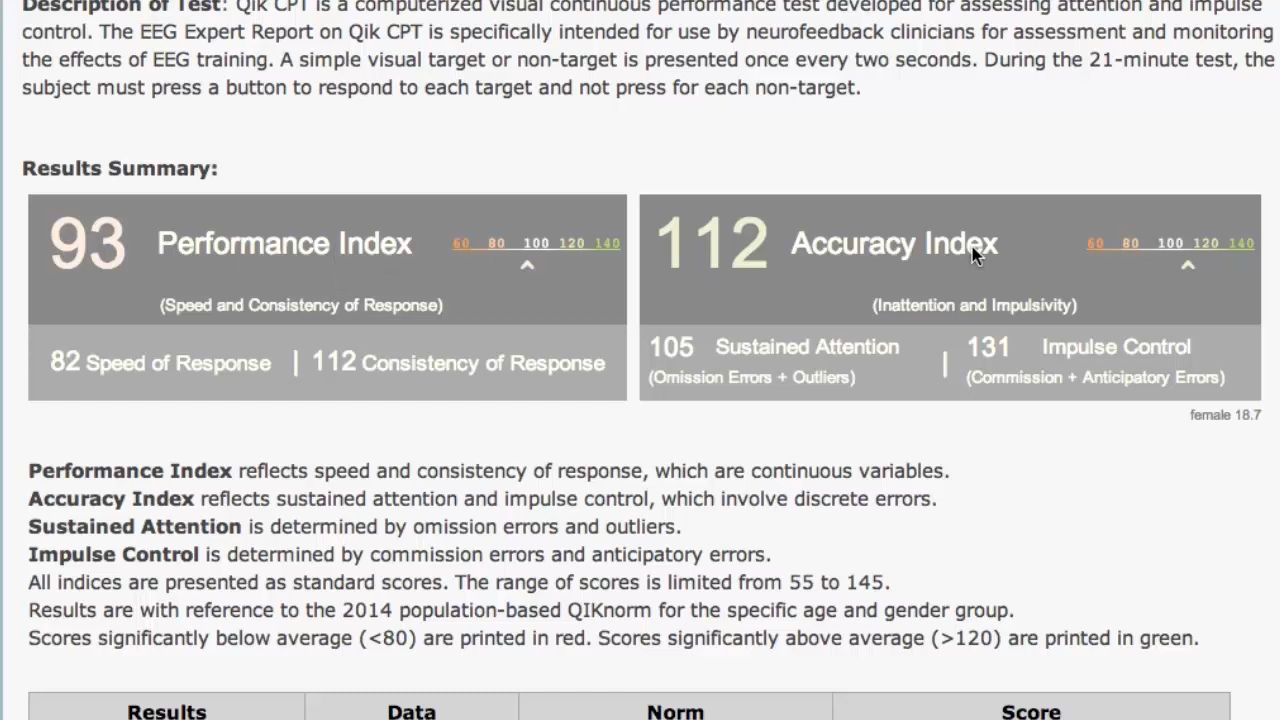 Description of Test: Qik CPT is a computerized visual continuous performance test developed for assessing attention and impulse
control. The EEG Expert Report on Qik CPT is specifically intended for use by neurofeedback clinicians for assessment and monitoring
the effects of EEG training. A simple visual target or non-target is presented once every two seconds. During the 21-minute test, the
subject must press a button to respond to each target and not press for each non-target.
Results Summary:
93 Performance Index 60 80 100 120 140
(Speed and Consistency of Response)
82 Speed of Response | 112 Consistency of Response
112 Accuracy Index 60 80 100 120 140
(Inattention and Impulsivity)
105 Sustained Attention | 131 Impulse Control
(Omission Errors + Outliers) (Commission + Anticipatory Errors)
female 18.7
Performance Index reflects speed and consistency of response, which are continuous variables.
Accuracy Index reflects sustained attention and impulse control, which involve discrete errors.
Sustained Attention is determined by omission errors and outliers.
Impulse Control is determined by commission errors and anticipatory errors.
All indices are presented as standard scores. The range of scores is limited from 55 to 145.
Results are with reference to the 2014 population-based QIKnorm for the specific age and gender group.
Scores significantly below average (<80) are printed in red. Scores significantly above average (>120) are printed in green.
Results Data Norm Score